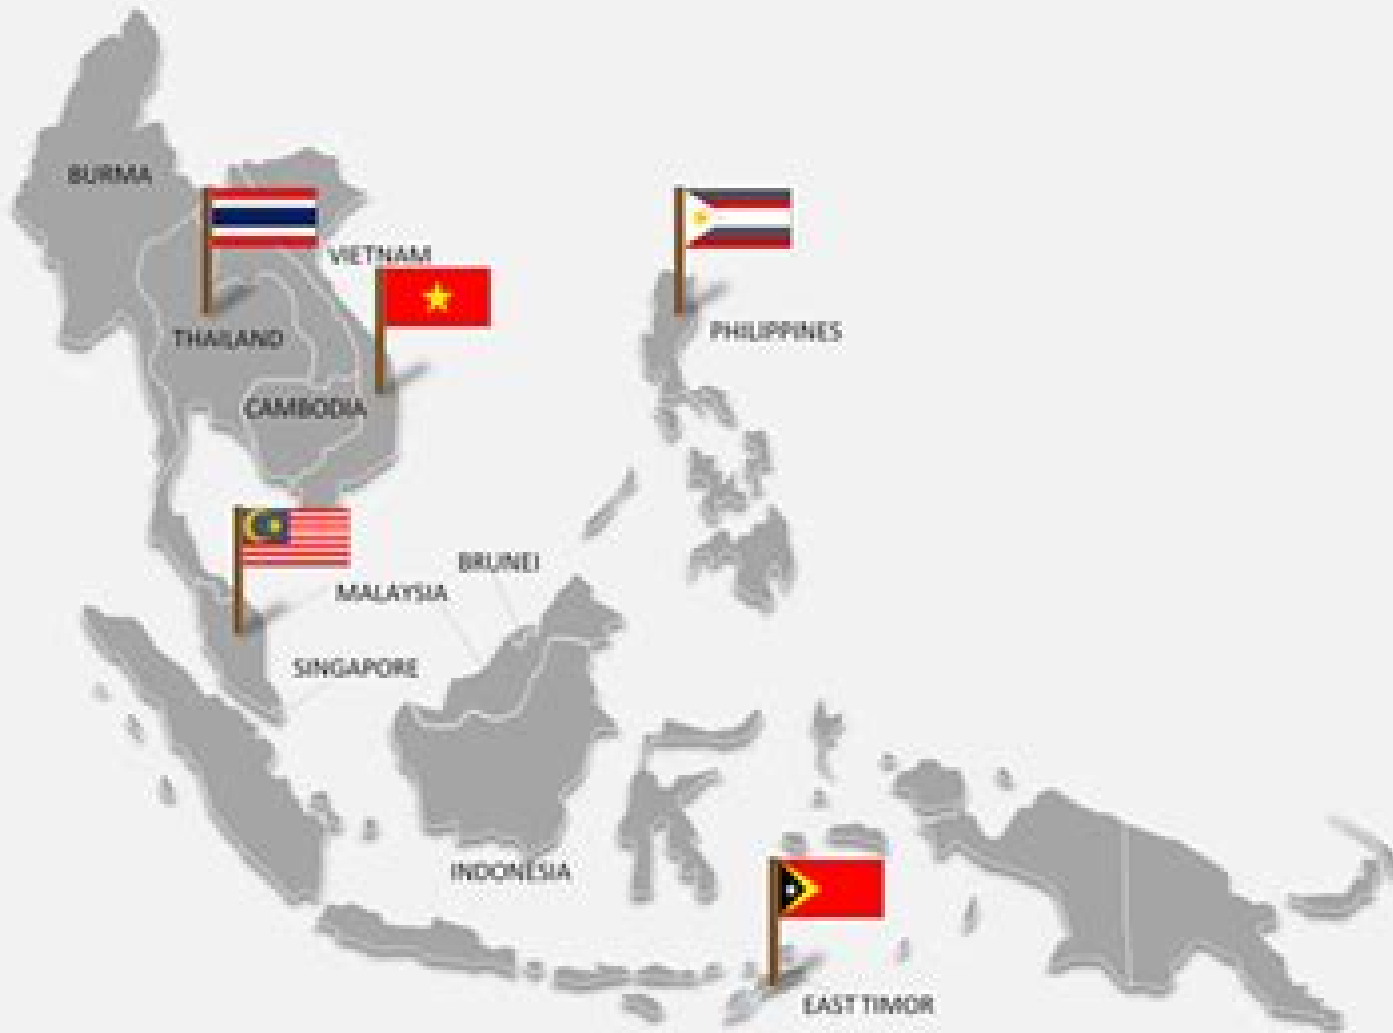 BURMA
VIETNAM
THAILAND
PHILIPPINES
CAMBODIA
BRUNEI
MALAYSIA
SINGAPORE
INDONESIA
EAST TIMOR